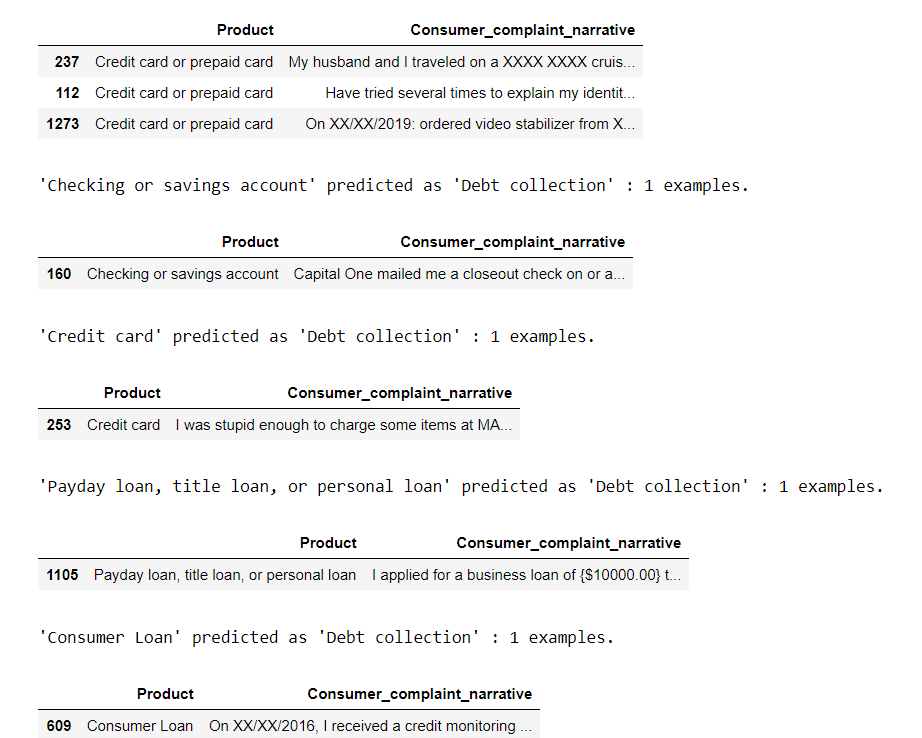 Product Consumer_complaint_narrative
237 Credit card or prepaid card My husband and I traveled on a XXXX XXXX cruis...
112 Credit card or prepaid card Have tried several times to explain my identit...
1273 Credit card or prepaid card On XX/XX/2019: ordered video stabilizer from X...
'Checking or savings account' predicted as 'Debt collection' : 1 examples.
Product Consumer_complaint_narrative
160 Checking or savings account Capital One mailed me a closeout check on or a...
'Credit card' predicted as 'Debt collection' : 1 examples.
Product Consumer_complaint_narrative
253 Credit card I was stupid enough to charge some items at MA...
'Payday loan, title loan, or personal loan' predicted as 'Debt collection' : 1 examples.
Product Consumer_complaint_narrative
1105 Payday loan, title loan, or personal loan I applied for a business loan of {$10000.00} t...
'Consumer Loan' predicted as 'Debt collection' : 1 examples.
Product Consumer_complaint_narrative
609 Consumer Loan On XX/XX/2016, I received a credit monitoring ...